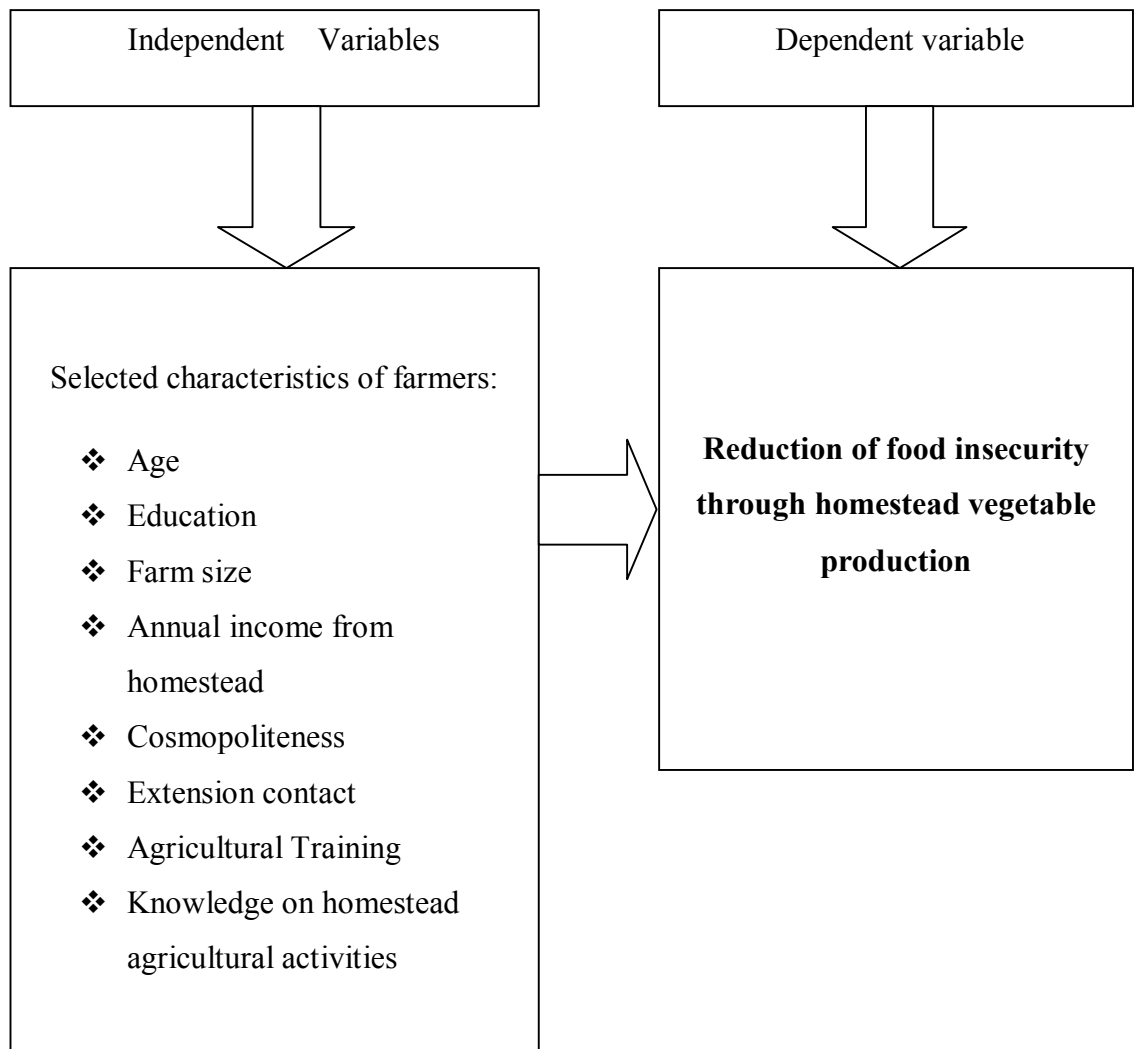 Independent Variables
Dependent variable
Selected characteristics of farmers:
❖ Age
❖ Education
❖ Farm size
❖ Annual income from
homestead
❖ Cosmopoliteness
❖ Extension contact
❖ Agricultural Training
❖ Knowledge on homestead
agricultural activities
Reduction of food insecurity
through homestead vegetable
production